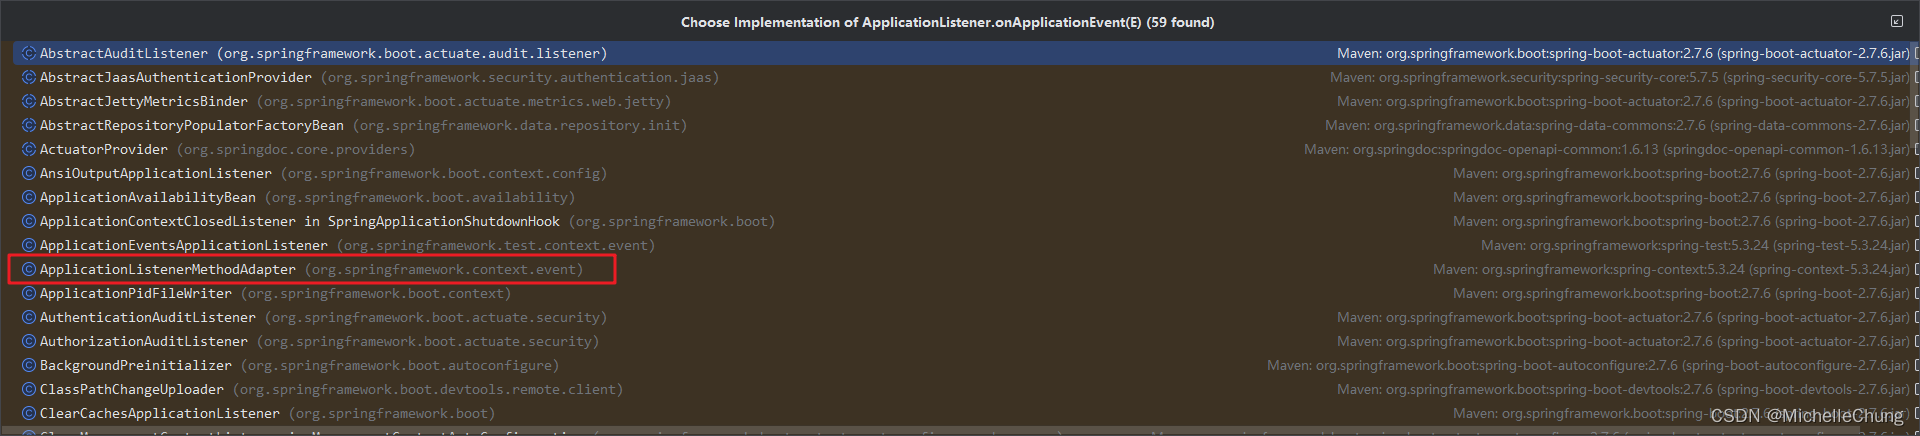 Choose Implementation of ApplicationListener.onApplicationEvent(E) (59 found)
AbstractAuditListener (org.springframework.boot.actuate.audit.listener) Maven: org.springframework.boot:spring-boot-actuator:2.7.6 (spring-boot-actuator-2.7.6.jar)
AbstractJaasAuthenticationProvider (org.springframework.security.authentication.jaas) Maven: org.springframework.security:spring-security-core:5.7.5 (spring-security-core-5.7.5.jar)
AbstractJettyMetricsBinder (org.springframework.boot.actuate.metrics.web.jetty) Maven: org.springframework.boot:spring-boot-actuator:2.7.6 (spring-boot-actuator-2.7.6.jar)
AbstractRepositoryPopulatorFactoryBean (org.springframework.data.repository.init) Maven: org.springframework.data:spring-data-commons:2.7.6 (spring-data-commons-2.7.6.jar)
ActuatorProvider (org.springdoc.core.providers) Maven: org.springdoc:springdoc-openapi-common:1.6.13 (springdoc-openapi-common-1.6.13.jar)
AnsiOutputApplicationListener (org.springframework.boot.context.config) Maven: org.springframework.boot:spring-boot:2.7.6 (spring-boot-2.7.6.jar)
ApplicationAvailabilityBean (org.springframework.boot.availability) Maven: org.springframework.boot:spring-boot:2.7.6 (spring-boot-2.7.6.jar)
ApplicationContextClosedListener in SpringApplicationShutdownHook (org.springframework.boot) Maven: org.springframework.boot:spring-boot:2.7.6 (spring-boot-2.7.6.jar)
ApplicationEventsApplicationListener (org.springframework.test.context.event) Maven: org.springframework:spring-test:5.3.24 (spring-test-5.3.24.jar)
ApplicationListenerMethodAdapter (org.springframework.context.event) Maven: org.springframework:spring-context:5.3.24 (spring-context-5.3.24.jar)
ApplicationPidFileWriter (org.springframework.boot.context) Maven: org.springframework.boot:spring-boot:2.7.6 (spring-boot-2.7.6.jar)
AuthenticationAuditListener (org.springframework.boot.actuate.security) Maven: org.springframework.boot:spring-boot-actuator:2.7.6 (spring-boot-actuator-2.7.6.jar)
AuthorizationAuditListener (org.springframework.boot.actuate.security) Maven: org.springframework.boot:spring-boot-actuator:2.7.6 (spring-boot-actuator-2.7.6.jar)
BackgroundPreinitializer (org.springframework.boot.autoconfigure) Maven: org.springframework.boot:spring-boot-autoconfigure:2.7.6 (spring-boot-autoconfigure-2.7.6.jar)
ClassPathChangeUploader (org.springframework.boot.devtools.remote.client) Maven: org.springframework.boot:spring-boot-devtools:2.7.6 (spring-boot-devtools-2.7.6.jar)
ClearCachesApplicationListener (org.springframework.boot) Maven: org.springframework.boot:spring-
CSDN @MichelleChung